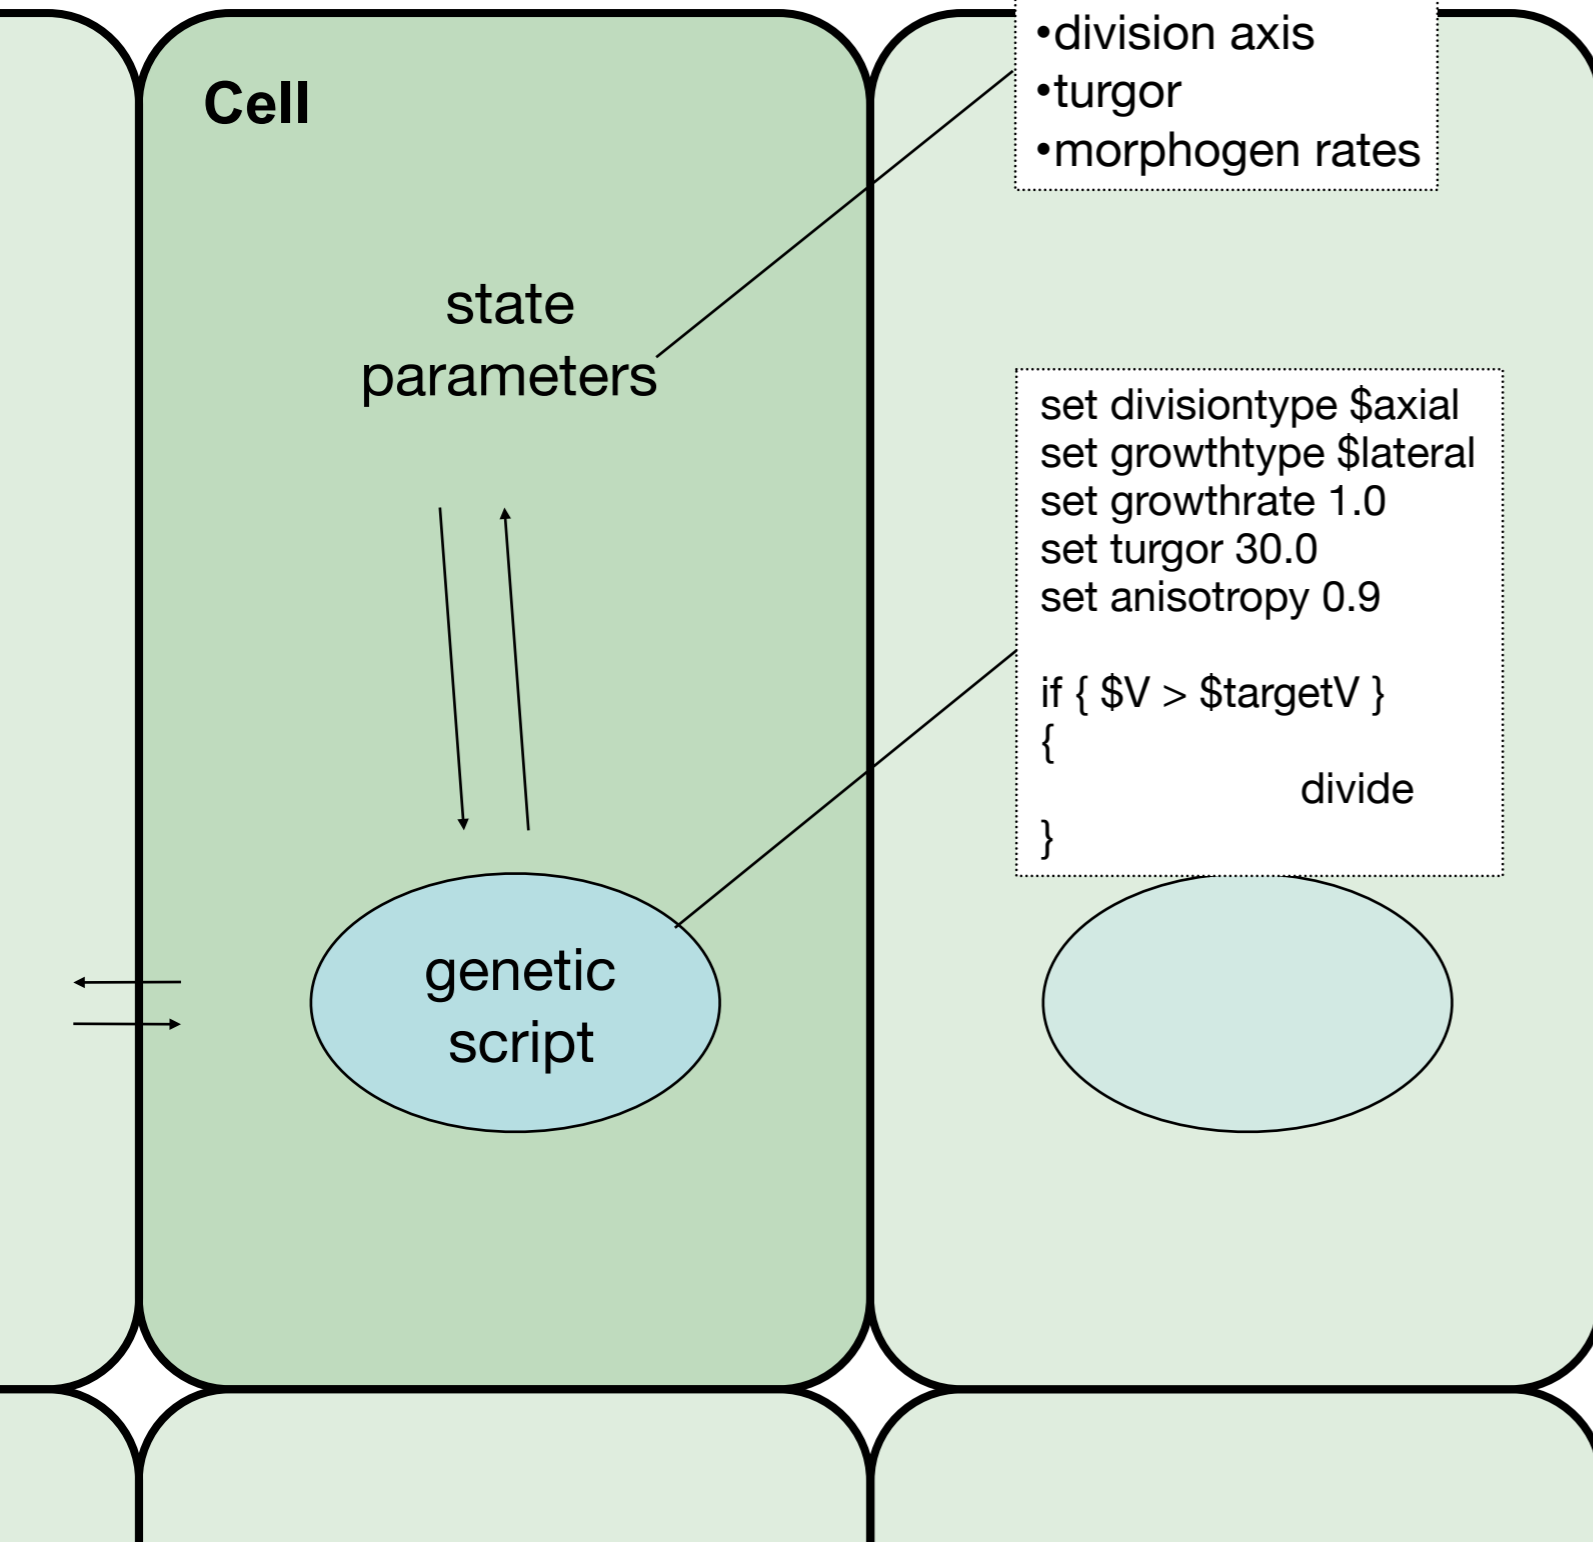 Cell
•division axis
•turgor
•morphogen rates
state
parameters
set divisiontype $axial
set growthtype $lateral
set growthrate 1.0
set turgor 30.0
set anisotropy 0.9
if { $V > $targetV }
{
divide
}
genetic
script